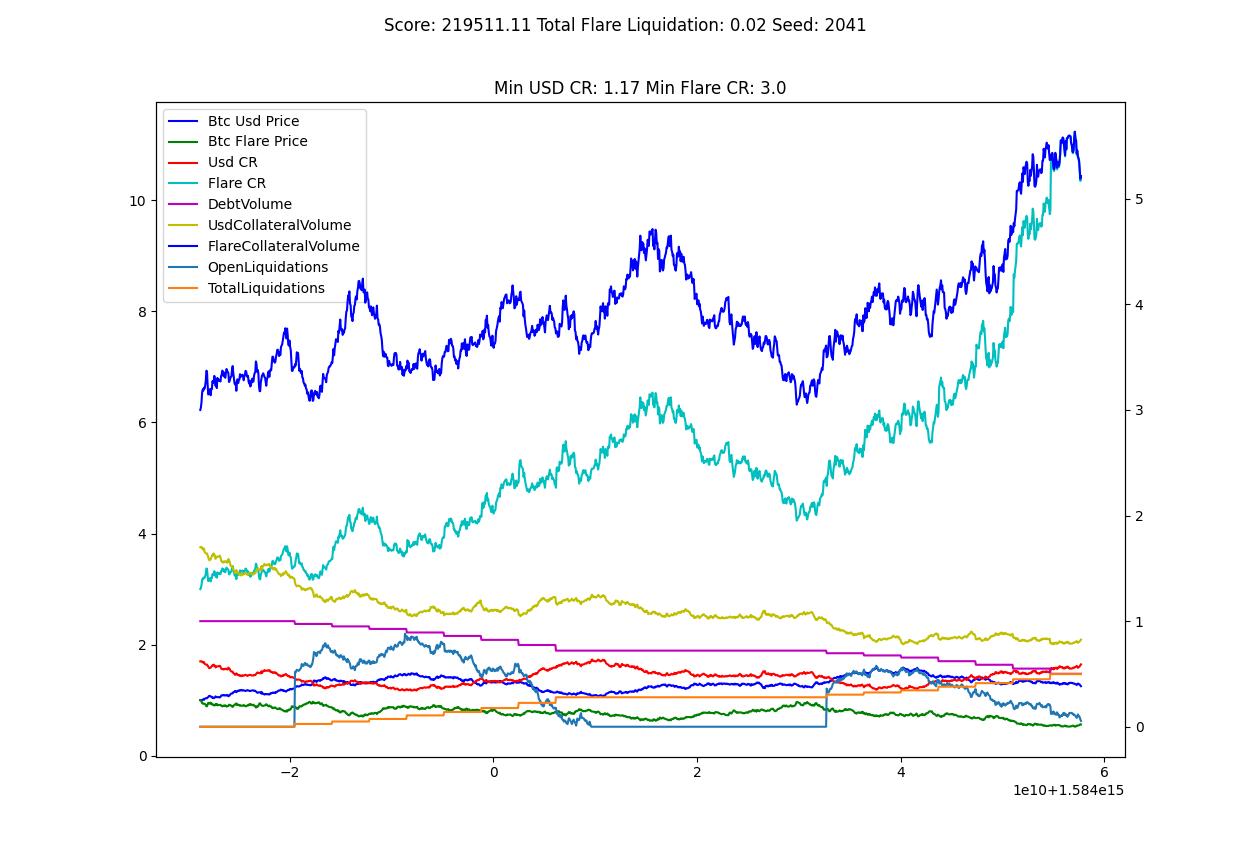 Score: 219511.11 Total Flare Liquidation: 0.02 Seed: 2041
Min USD CR: 1.17 Min Flare CR: 3.0
Btc Usd Price
Btc Flare Price
Usd CR
Flare CR
DebtVolume
UsdCollateralVolume
FlareCollateralVolume
OpenLiquidations
TotalLiquidations
10
8
6
4
2
0
5
4
3
2
1
0
−2 0 2 4 6
1e10+1.584e15